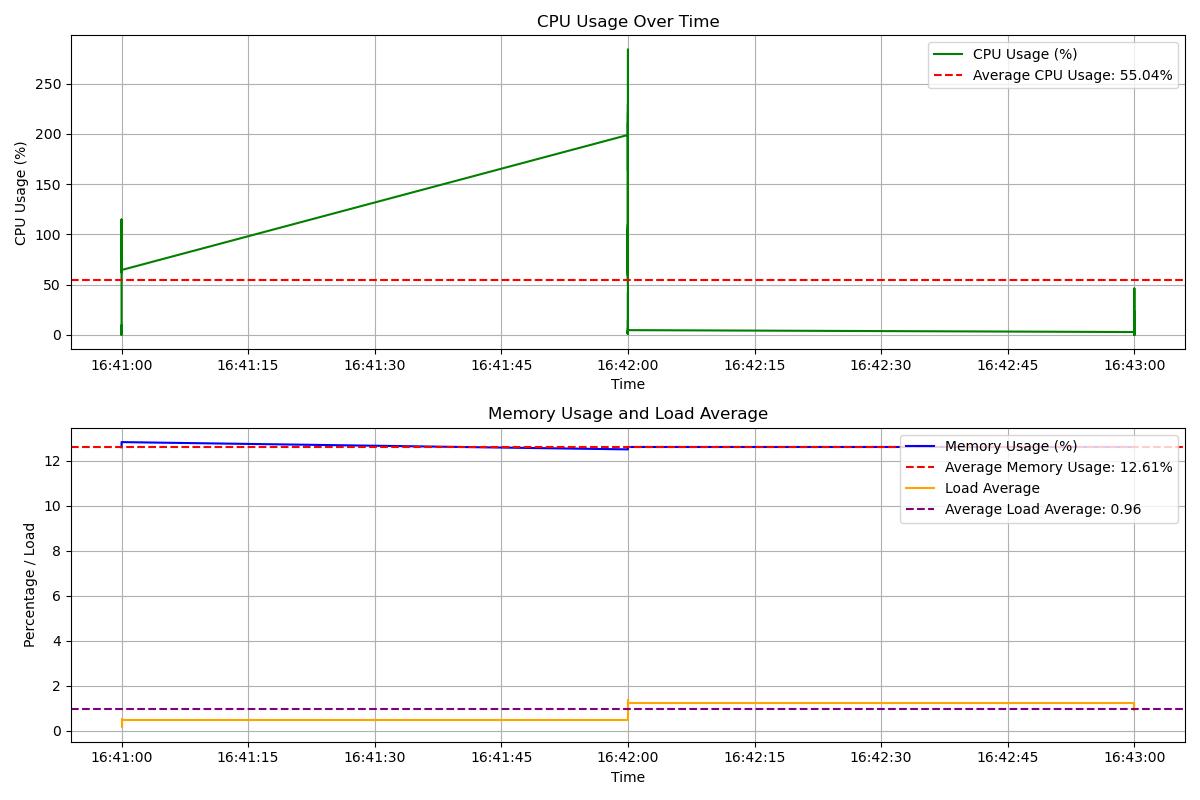 CPU Usage Over Time
CPU Usage (%)
Average CPU Usage: 55.04%
CPU Usage (%)
250
200
150
100
50
0
16:41:00 16:41:15 16:41:30 16:41:45 16:42:00 16:42:15 16:42:30 16:42:45 16:43:00
Time
Memory Usage and Load Average
Memory Usage (%)
Average Memory Usage: 12.61%
Load Average
Average Load Average: 0.96
Percentage / Load
12
10
8
6
4
2
0
16:41:00 16:41:15 16:41:30 16:41:45 16:42:00 16:42:15 16:42:30 16:42:45 16:43:00
Time